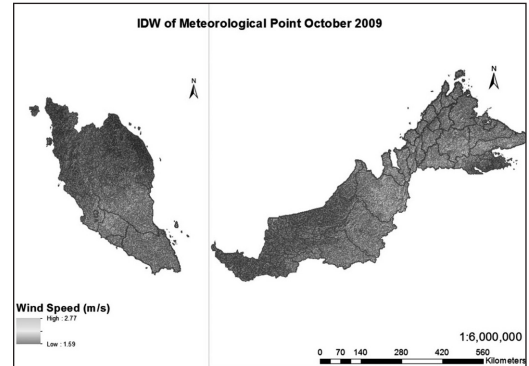 IDW of Meteorological Point October 2009
N
N
Wind Speed (m/s)
High : 2.77
Low : 1.59
1:6,000,000
0 70 140 280 420 560
Kilometers